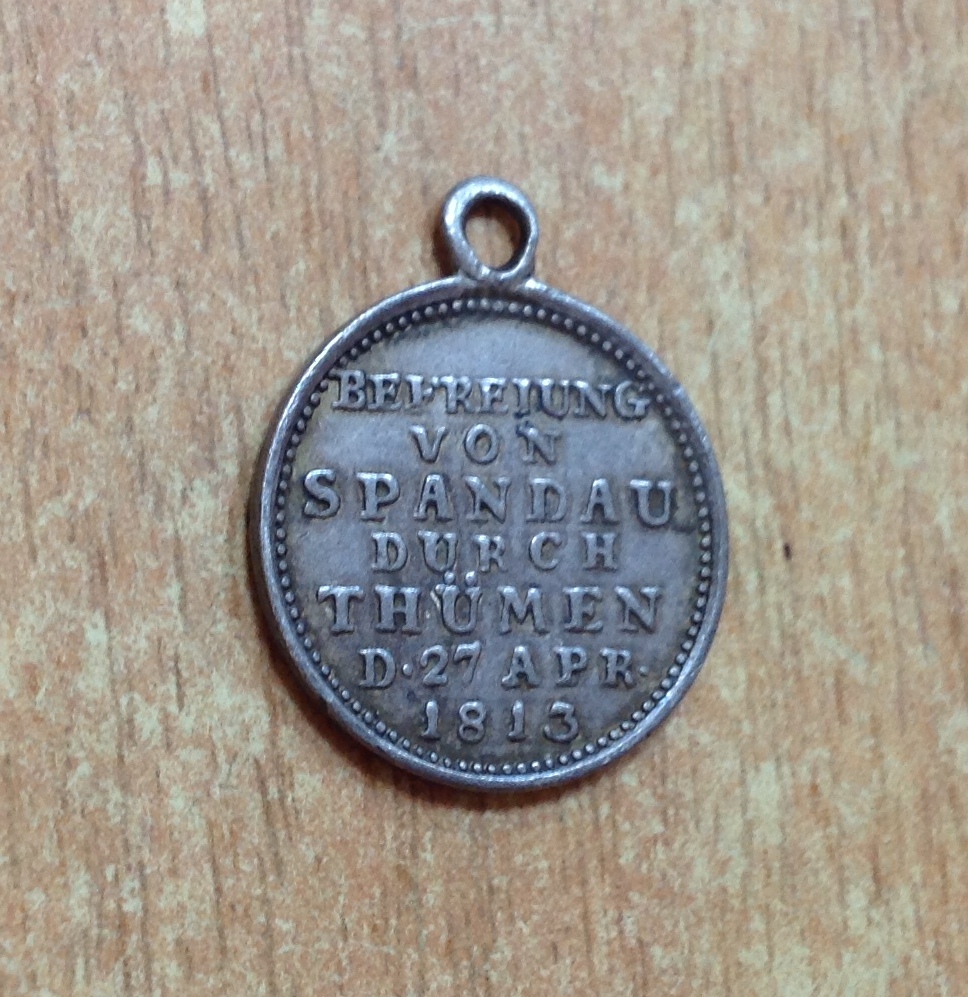 BEFREIUNG
VON
SPANDAU
DURCH
THÜMEN
D·27 APR·
1813